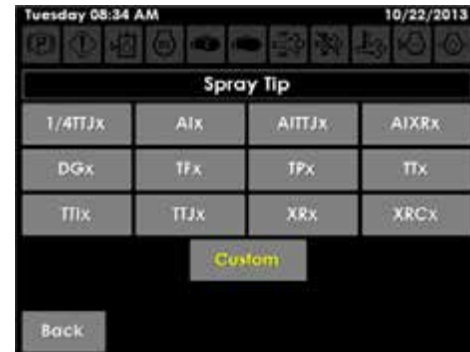 Tuesday 08:34 AM 10/22/2013
Spray Tip
1/4TTJx AIx AITTJx AIXRx
DGx TFx TPx TTx
TTIx TTJx XRx XRCx
Custom
Back